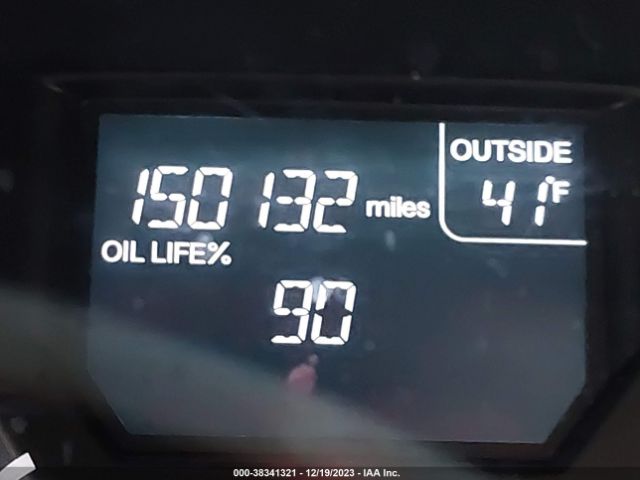 OUTSIDE
150132 miles
41°F
OIL LIFE%
90
000-38341321 - 12/19/2023 - IAA Inc.